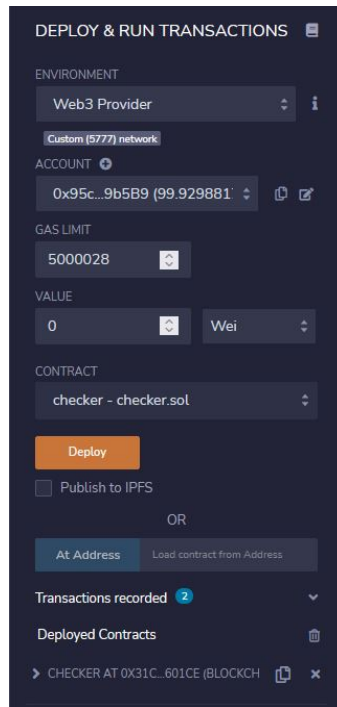 DEPLOY & RUN TRANSACTIONS
ENVIRONMENT
Web3 Provider
i
Custom (5777) network
ACCOUNT
0x95c...9b5B9 (99.929881
GAS LIMIT
5000028
VALUE
0 Wei
CONTRACT
checker - checker.sol
Deploy
Publish to IPFS
OR
At Address Load contract from Address
Transactions recorded 2
Deployed Contracts
CHECKER AT 0X31C...601CE (BLOCKCH